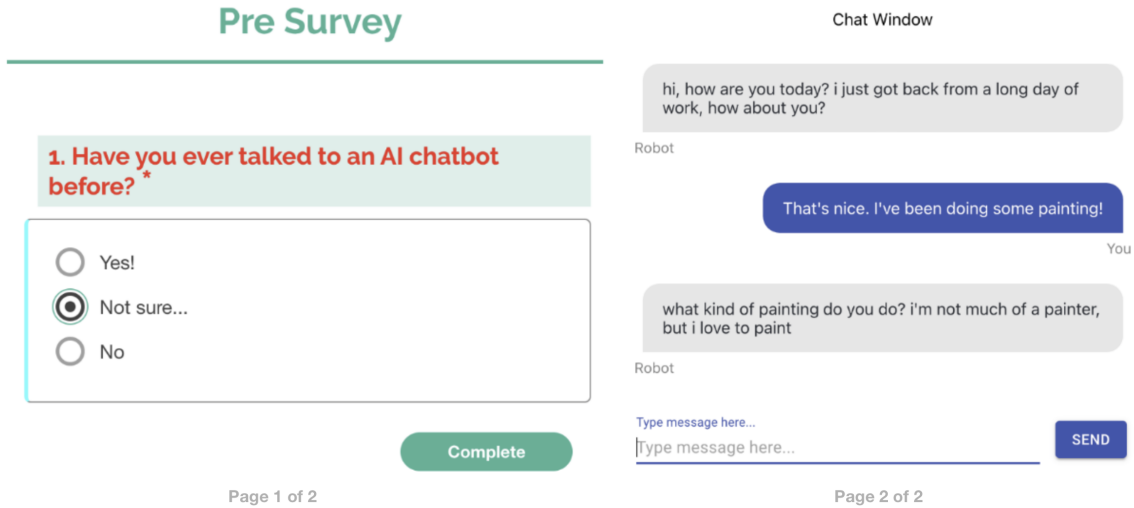 Pre Survey
1. Have you ever talked to an AI chatbot
before? *
Yes!
Not sure...
No
Complete
Page 1 of 2
Chat Window
hi, how are you today? i just got back from a long day of
work, how about you?
Robot
That's nice. I've been doing some painting!
You
what kind of painting do you do? i'm not much of a painter,
but i love to paint
Robot
Type message here...
Type message here...
SEND
Page 2 of 2